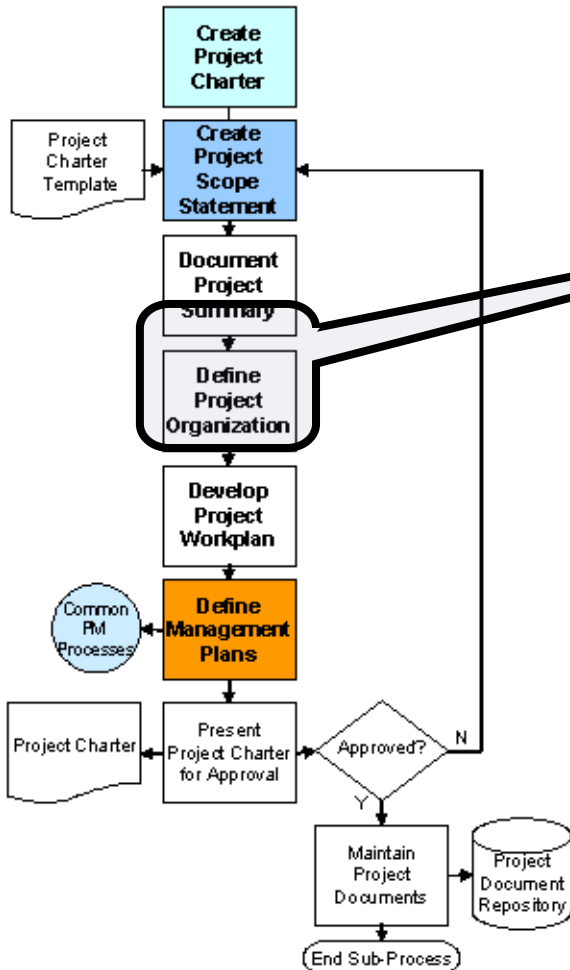 Create
Project
Charter
Project
Charter
Template
Create
Project
Scope
Statement
Document
Project
Summary
Define
Project
Organization
Develop
Project
Workplan
Common
PM
Processes
Define
Management
Plans
Project Charter
Present
Project Charter
for Approval
Approved?
N
Y
Maintain
Project
Documents
Project
Document
Repository
End Sub-Process